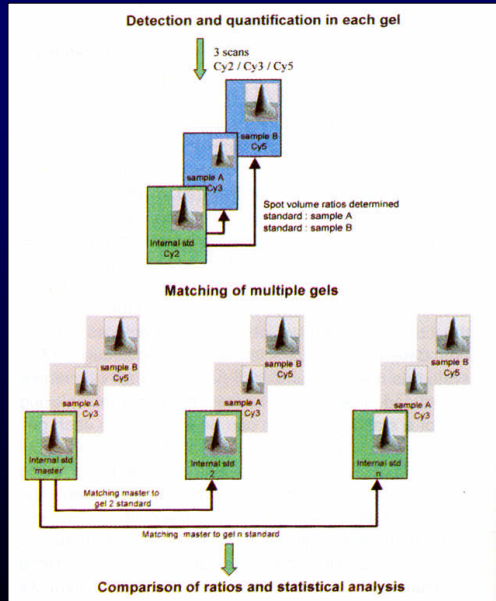 Detection and quantification in each gel
3 scans
Cy2 / Cy3 / Cy5
sample B
Cy5
sample A
Cy3
Internal std
Cy2
Spot volume ratios determined
standard : sample A
standard : sample B
Matching of multiple gels
sample B
Cy5
sample A
Cy3
Internal std
'master'
sample B
Cy5
sample A
Cy3
Internal std
2
sample B
Cy5
sample A
Cy3
Internal std
n
Matching master to
gel 2 standard
Matching master to gel n standard
Comparison of ratios and statistical analysis